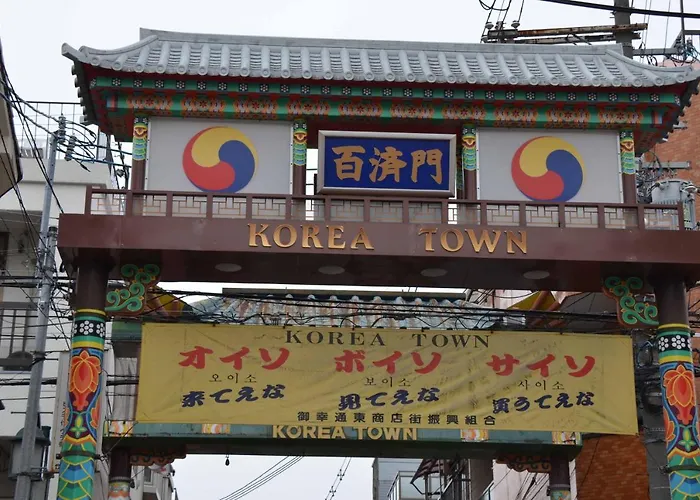 百済門
KOREA TOWN
KOREA TOWN
オイソ ボイソ サイソ
오이소 보이소 사이소
来てえな 見てえな 買うてえな
御幸通東商店街振興組合
KOREA TOWN